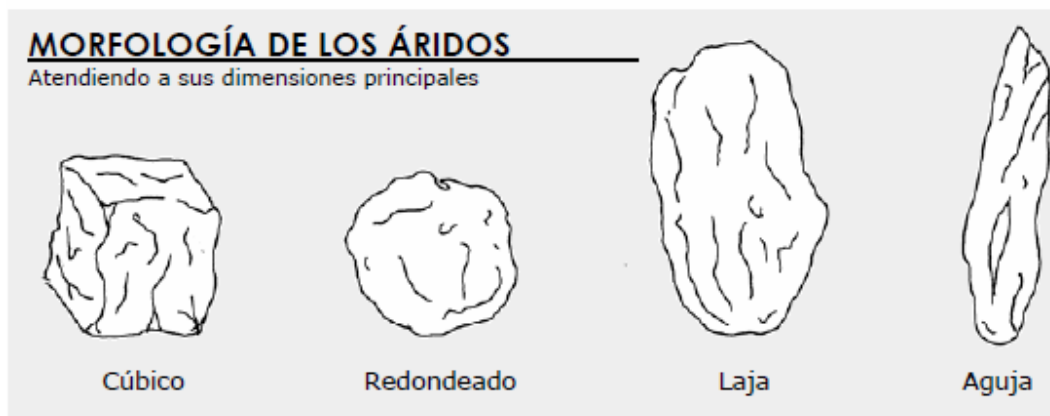 MORFOLOGÍA DE LOS ÁRIDOS
Atendiendo a sus dimensiones principales
Cúbico
Redondeado
Laja
Aguja